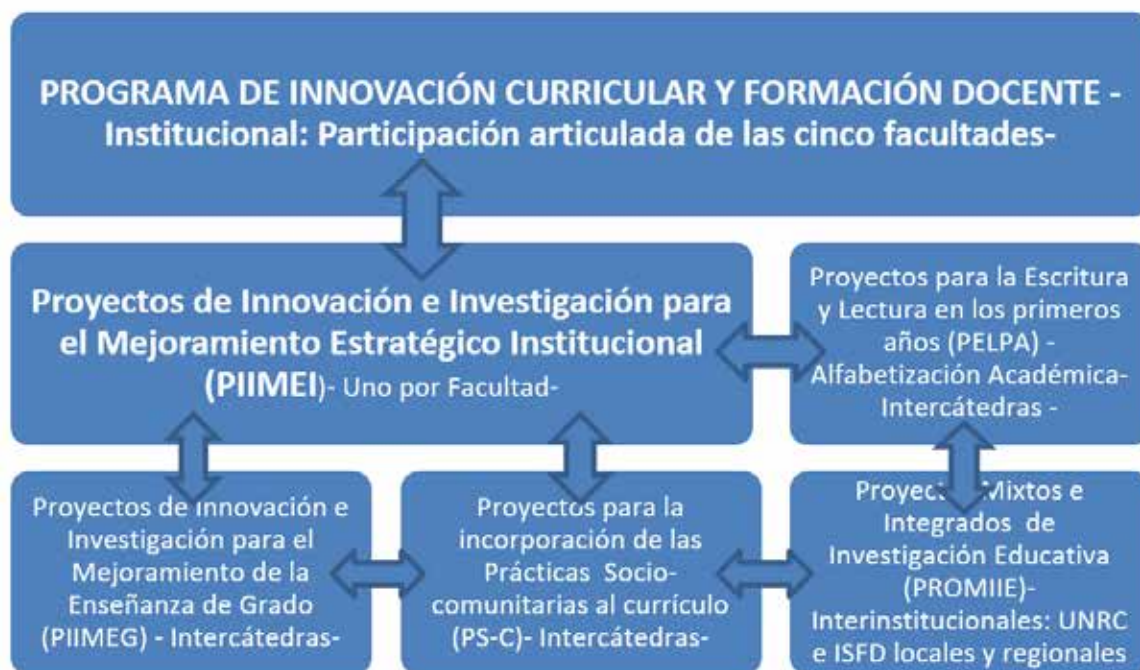 PROGRAMA DE INNOVACIÓN CURRICULAR Y FORMACIÓN DOCENTE -
Institucional: Participación articulada de las cinco facultades-
Proyectos de Innovación e Investigación para
el Mejoramiento Estratégico Institucional
(PIIMEI)- Uno por Facultad-
Proyectos para la Escritura
y Lectura en los primeros
años (PELPA) -
Alfabetización Académica-
Intercátedras -
Proyectos de Innovación e
Investigación para el
Mejoramiento de la
Enseñanza de Grado
(PIIMEG) - Intercátedras-
Proyectos para la
incorporación de las
Prácticas Socio-
comunitarias al currículo
(PS-C)- Intercátedras-
Proyectos Mixtos e
Integrados de
Investigación Educativa
(PROMIIE)-
Interinstitucionales: UNRC
e ISFD locales y regionales